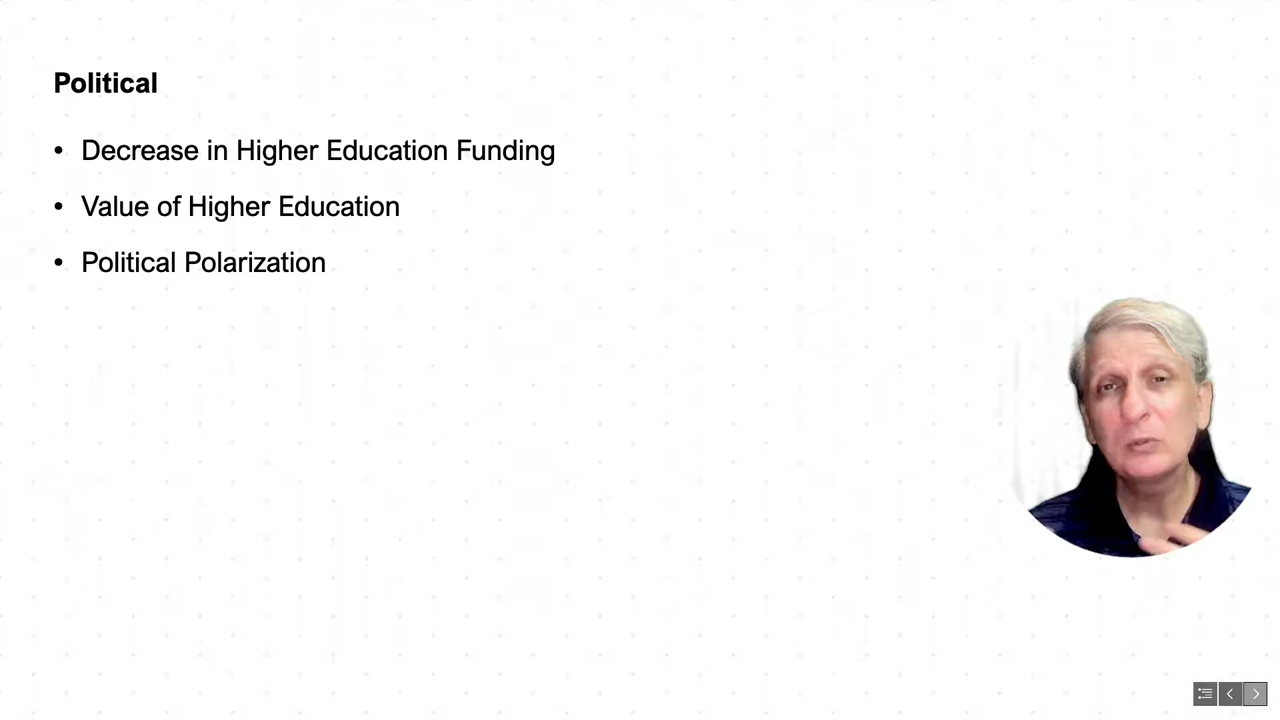 Political
• Decrease in Higher Education Funding
• Value of Higher Education
• Political Polarization